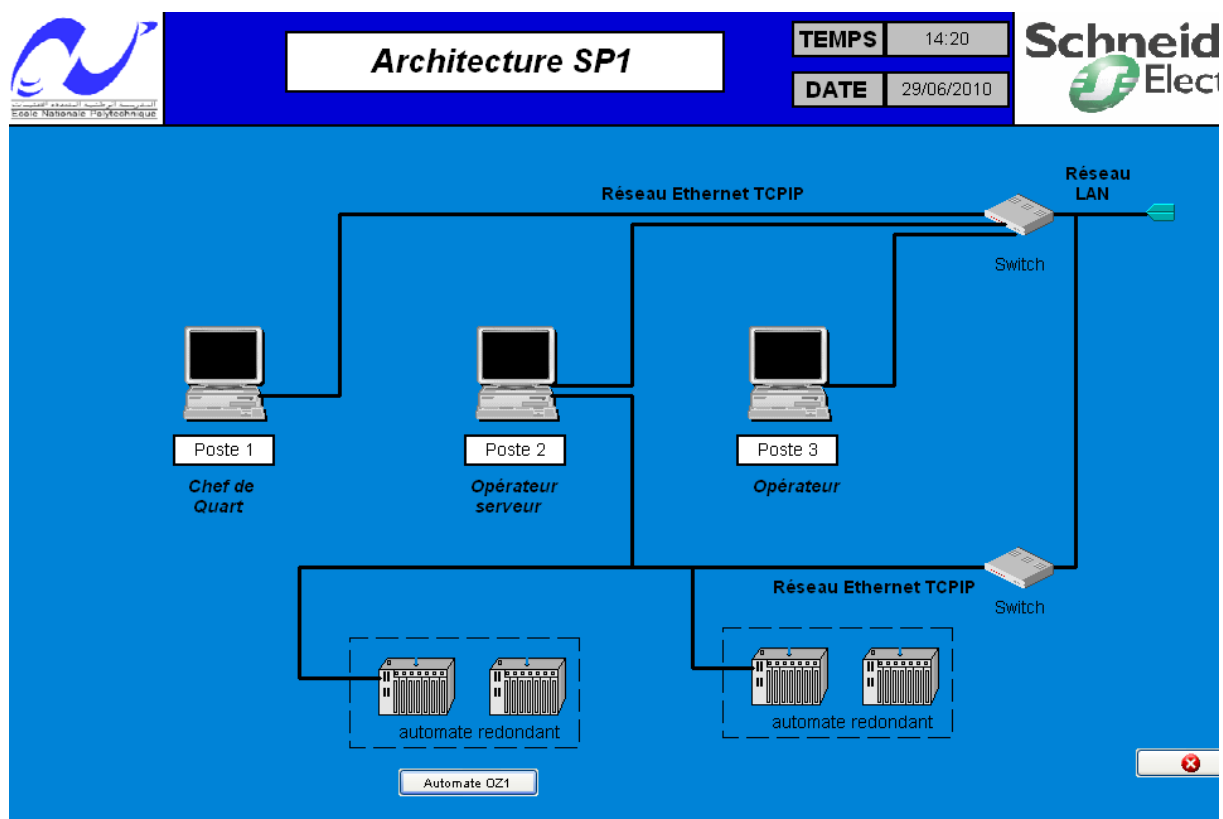 Architecture SP1
TEMPS
14:20
DATE
29/06/2010
Schneid
Elect
Ecole Nationale Polytechnique
Réseau
LAN
Réseau Ethernet TCPIP
Switch
Poste 1
Chef de
Quart
Poste 2
Opérateur
serveur
Poste 3
Opérateur
Réseau Ethernet TCPIP
Switch
automate redondant
automate redondant
Automate OZ1